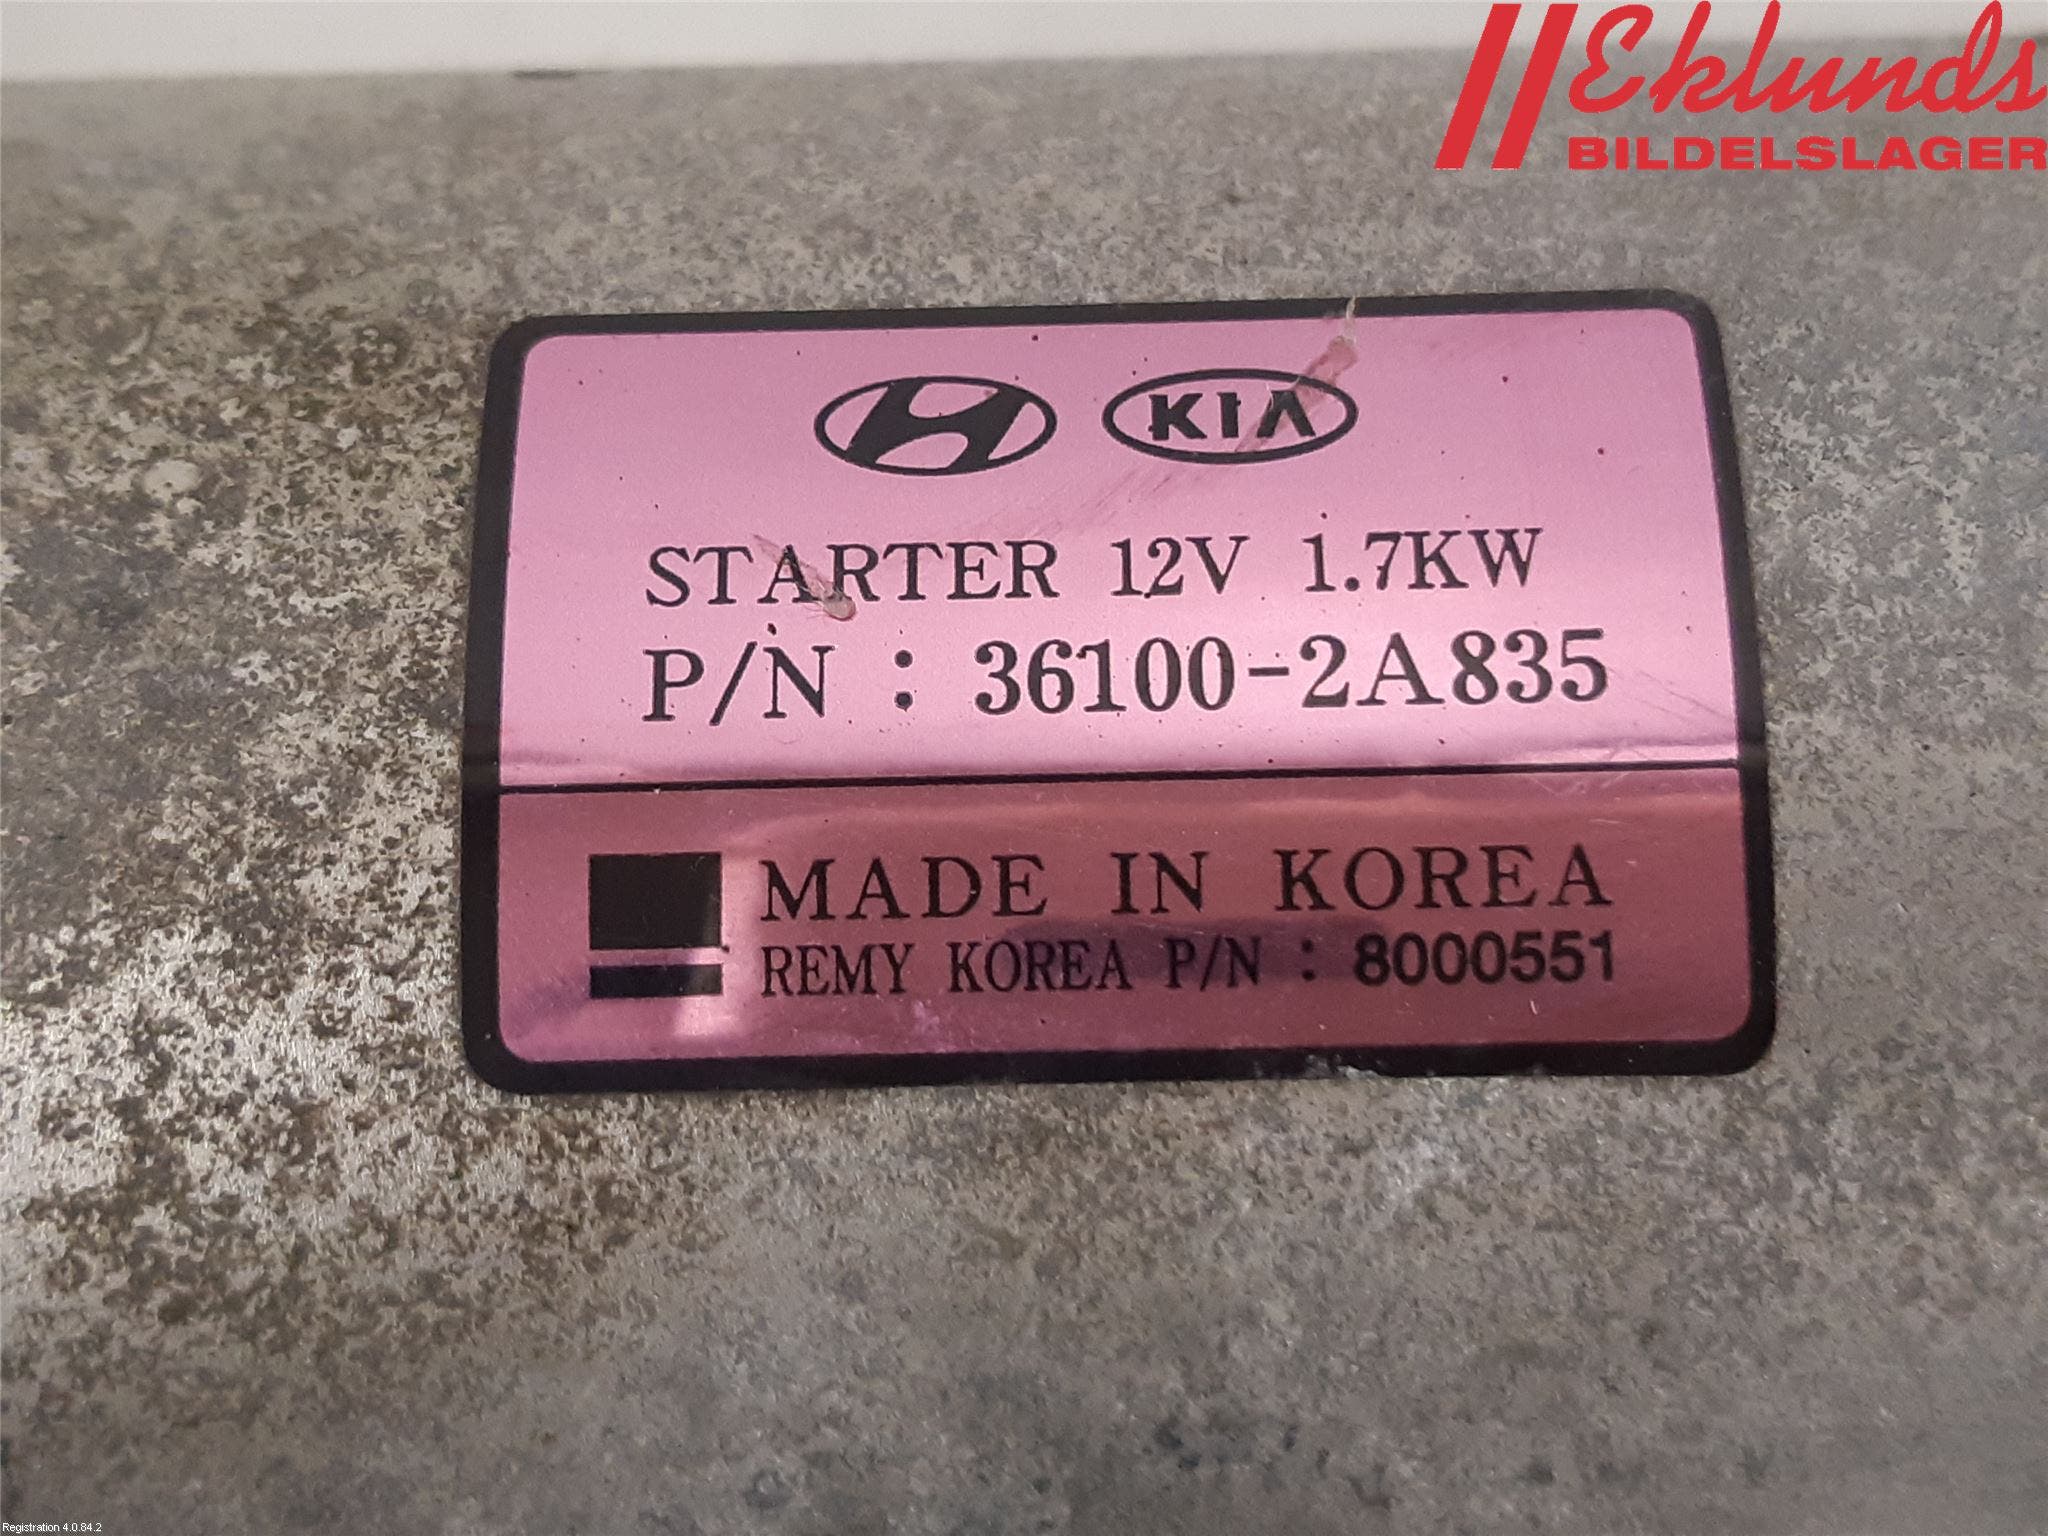 Eklunds
BILDELSLAGER
KIA
STARTER 12V 1.7KW
P/N : 36100-2A835
MADE IN KOREA
REMY KOREA P/N : 8000551
Registration 4.0.84.2